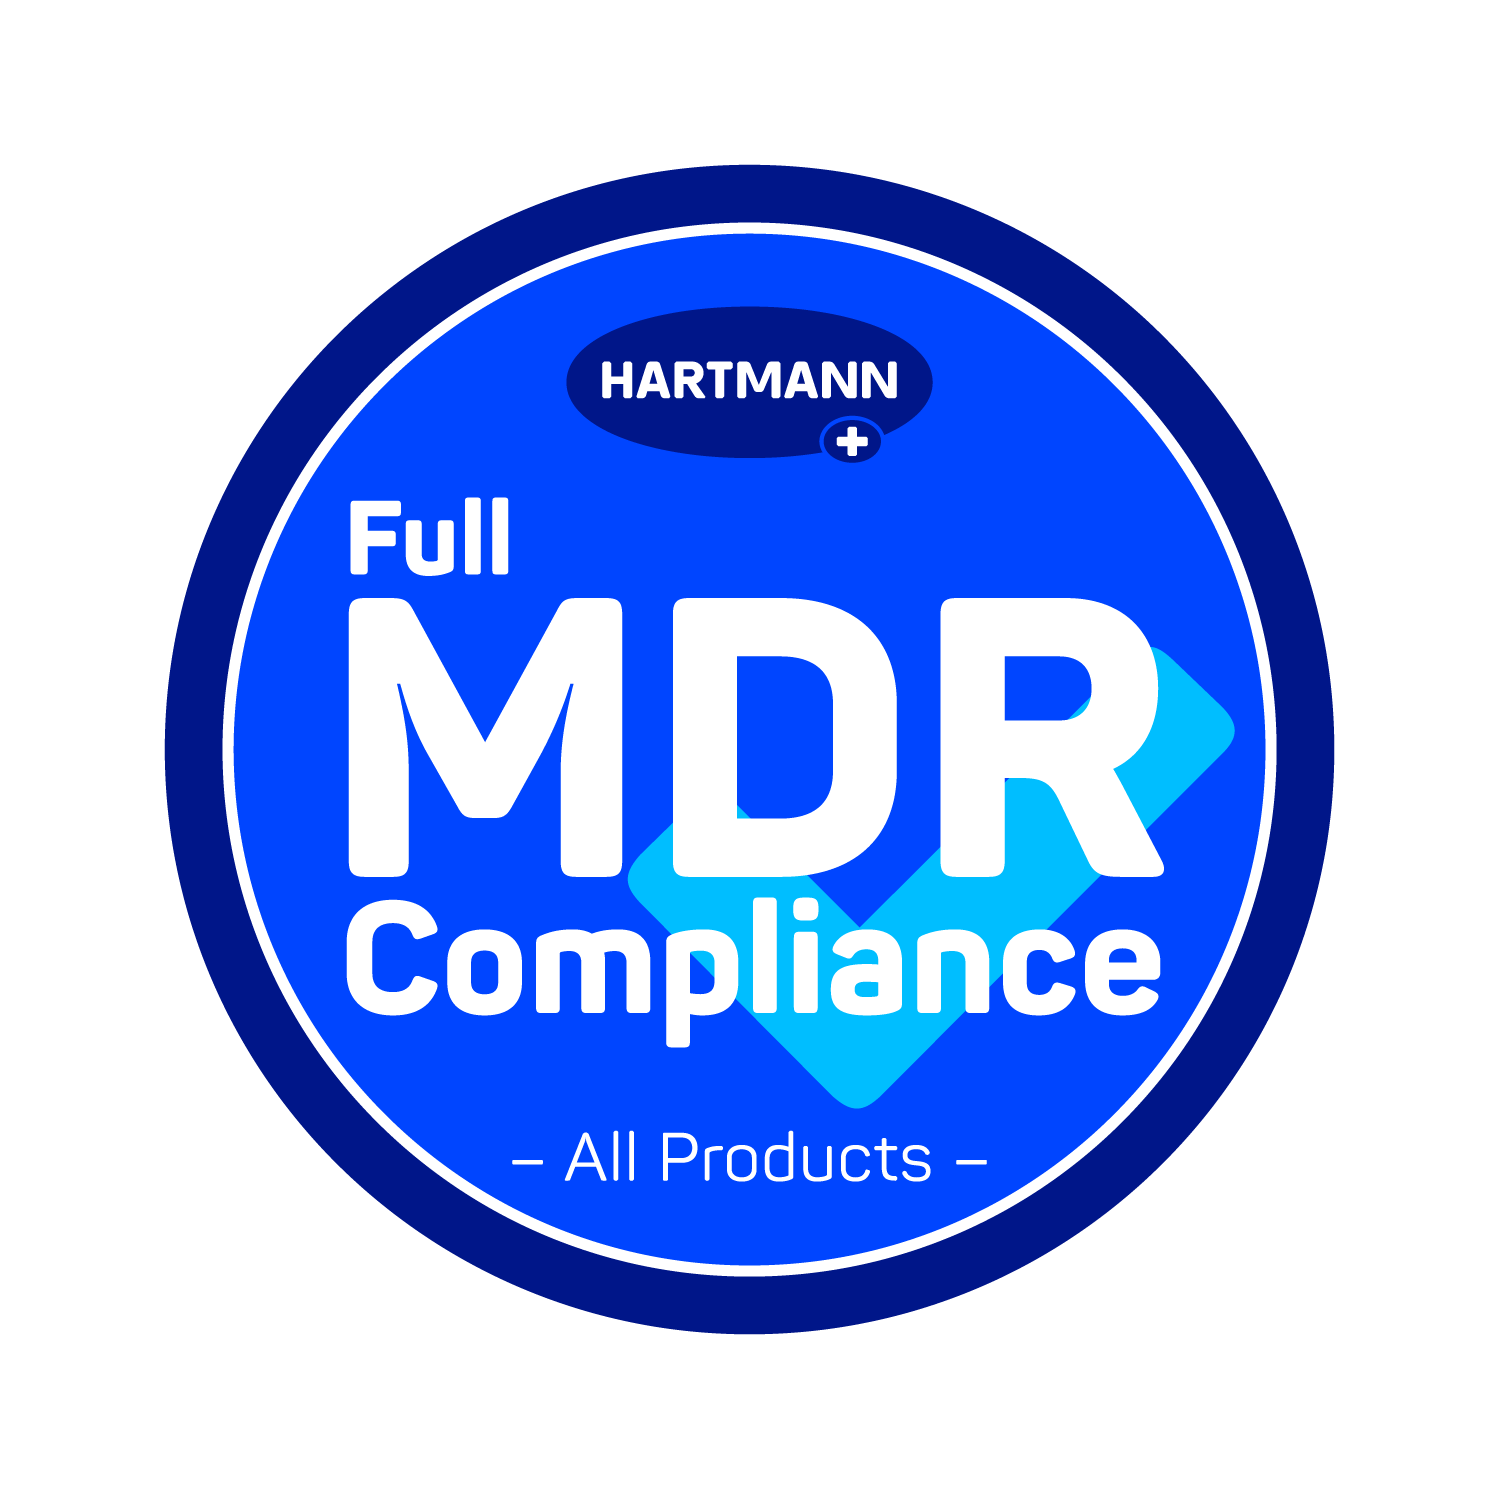 HARTMANN
+
Full
MDR
Compliance
– All Products –